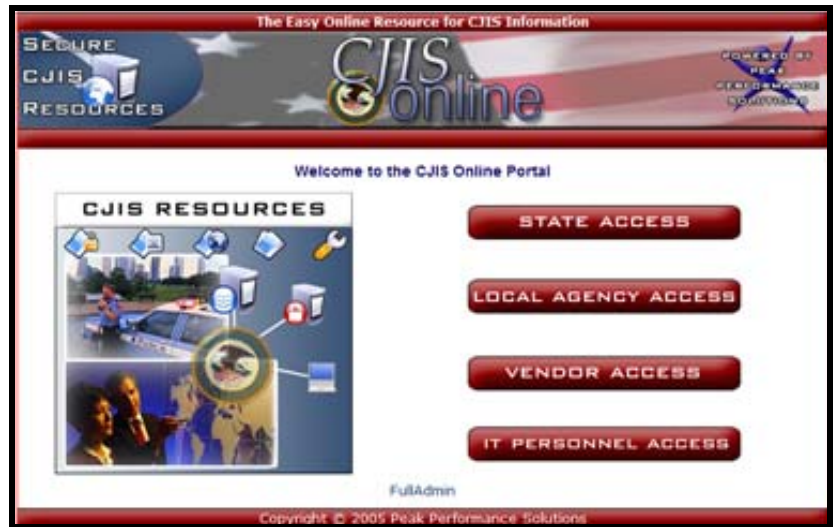 The Easy Online Resource for CJIS Information
SECURE
CJIS
RESOURCES
CJIS
online
POWERED BY
PEAK
PERFORMANCE
SOLUTIONS
Welcome to the CJIS Online Portal
CJIS RESOURCES
STATE ACCESS
LOCAL AGENCY ACCESS
VENDOR ACCESS
IT PERSONNEL ACCESS
FullAdmin
Copyright © 2005 Peak Performance Solutions